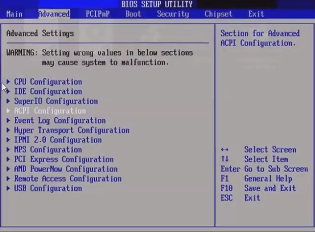 BIOS SETUP UTILITY
Main Advanced PCIPnP Boot Security Chipset Exit
Advanced Settings
WARNING: Setting wrong values in below sections
may cause system to malfunction.
CPU Configuration
IDE Configuration
SuperIO Configuration
ACPI Configuration
Event Log Configuration
Hyper Transport Configuration
IPMI 2.0 Configuration
MPS Configuration
PCI Express Configuration
AMD PowerNow Configuration
Remote Access Configuration
USB Configuration
Section for Advanced
ACPI Configuration.
↔ Select Screen
↑↓ Select Item
Enter Go to Sub Screen
F1 General Help
F10 Save and Exit
ESC Exit